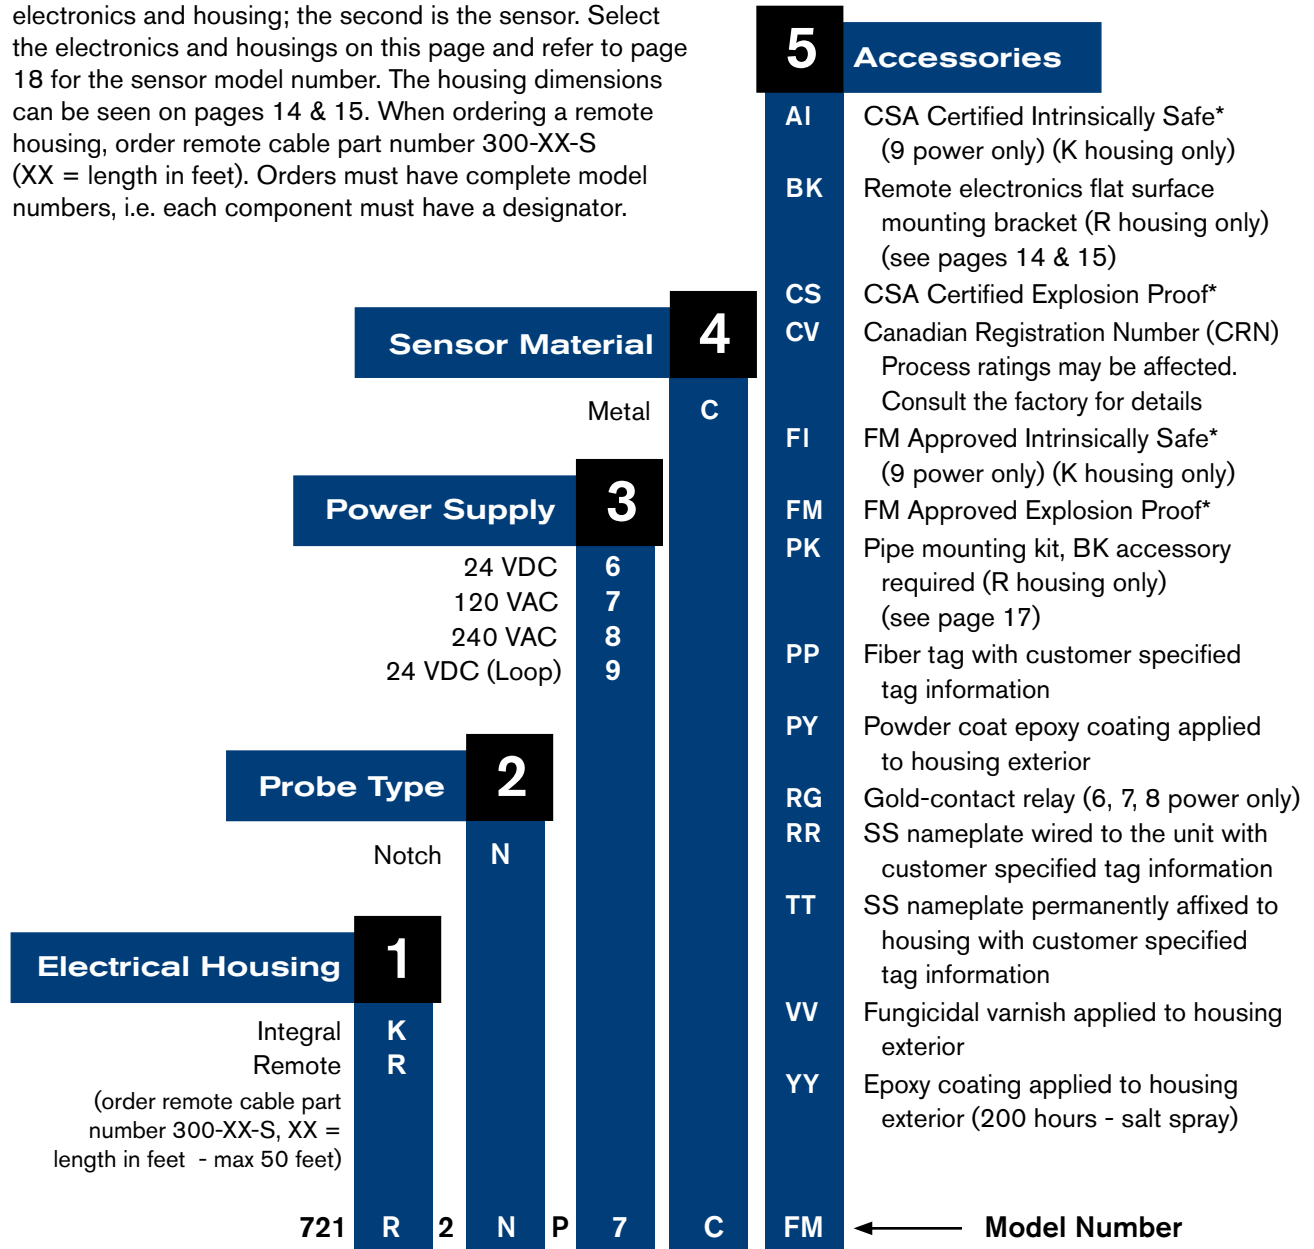 electronics and housing; the second is the sensor. Select
the electronics and housings on this page and refer to page
18 for the sensor model number. The housing dimensions
can be seen on pages 14 & 15. When ordering a remote
housing, order remote cable part number 300-XX-S
(XX = length in feet). Orders must have complete model
numbers, i.e. each component must have a designator.
5 Accessories
AI CSA Certified Intrinsically Safe*
(9 power only) (K housing only)
BK Remote electronics flat surface
mounting bracket (R housing only)
(see pages 14 & 15)
CS CSA Certified Explosion Proof*
CV Canadian Registration Number (CRN)
Process ratings may be affected.
Consult the factory for details
FI FM Approved Intrinsically Safe*
(9 power only) (K housing only)
FM FM Approved Explosion Proof*
PK Pipe mounting kit, BK accessory
required (R housing only)
(see page 17)
PP Fiber tag with customer specified
tag information
PY Powder coat epoxy coating applied
to housing exterior
RG Gold-contact relay (6, 7, 8 power only)
RR SS nameplate wired to the unit with
customer specified tag information
TT SS nameplate permanently affixed to
housing with customer specified
tag information
VV Fungicidal varnish applied to housing
exterior
YY Epoxy coating applied to housing
exterior (200 hours - salt spray)
Sensor Material 4
Metal C
Power Supply 3
24 VDC 6
120 VAC 7
240 VAC 8
24 VDC (Loop) 9
Probe Type 2
Notch N
Electrical Housing 1
Integral K
Remote R
(order remote cable part
number 300-XX-S, XX =
length in feet - max 50 feet)
721 R 2 N P 7 C FM Model Number